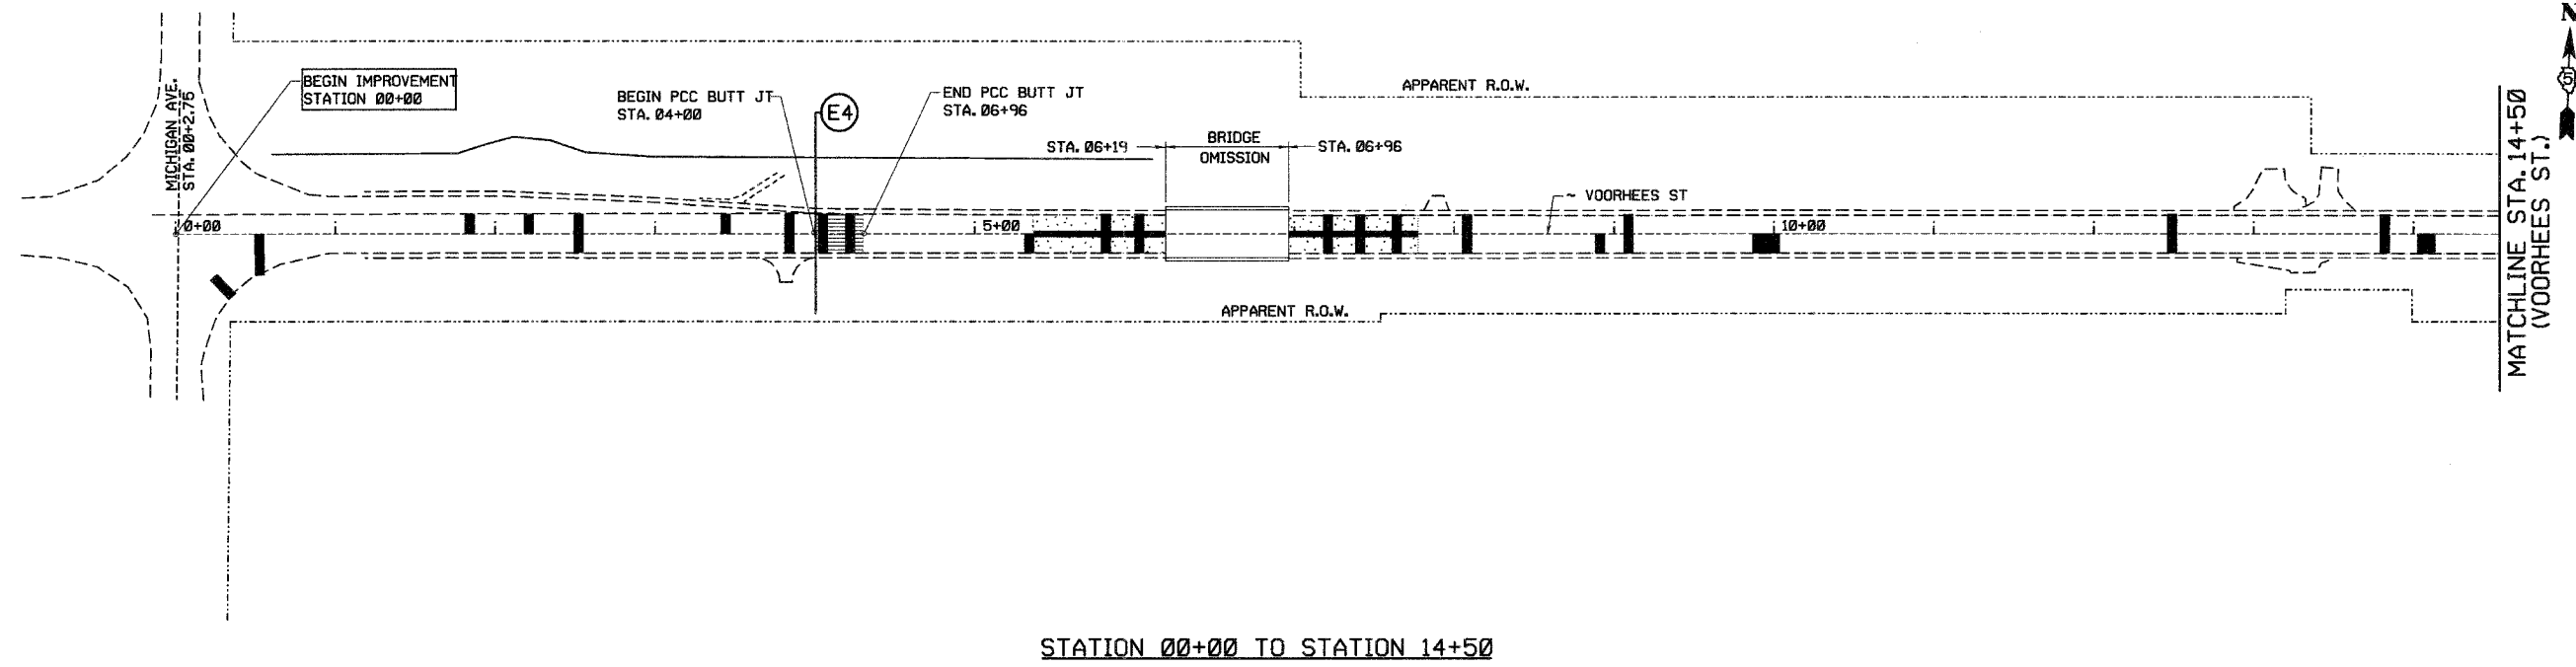 N
5
MICHIGAN AVE.
STA. 00+2.75
BEGIN IMPROVEMENT
STATION 00+00
BEGIN PCC BUTT JT
STA. 04+00
E4
END PCC BUTT JT
STA. 06+96
STA. 06+19
BRIDGE
OMISSION
STA. 06+96
APPARENT R.O.W.
~ VOORHEES ST
0+00
5+00
10+00
APPARENT R.O.W.
MATCHLINE STA. 14+50
(VOORHEES ST.)
STATION 00+00 TO STATION 14+50